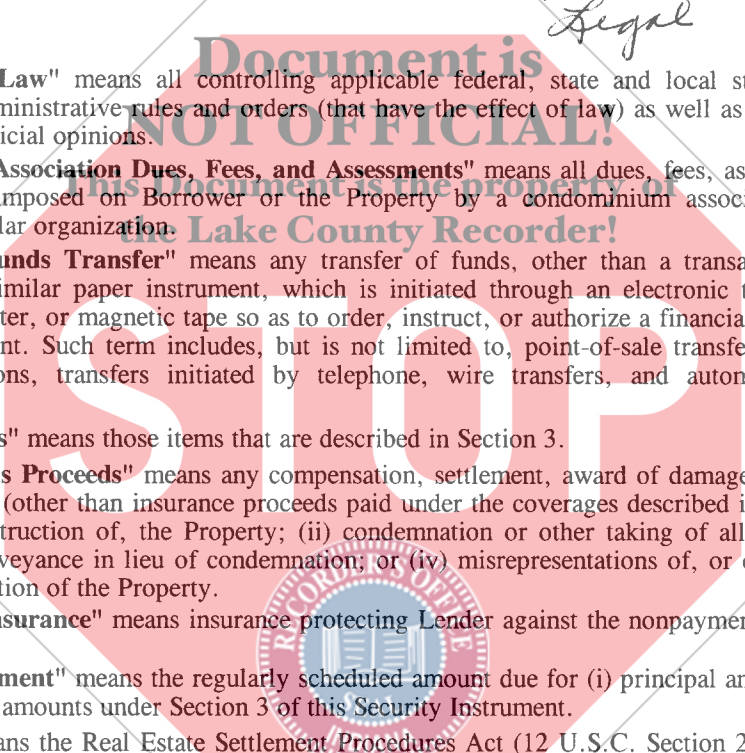 Legal
Document is
NOT OFFICIAL!
This Document is the property of
the Lake County Recorder!
STOP
Law" means all controlling applicable federal, state and local st
ministrative rules and orders (that have the effect of law) as well as
icial opinions.
Association Dues, Fees, and Assessments" means all dues, fees, as
imposed on Borrower or the Property by a condominium associ
lar organization.
unds Transfer" means any transfer of funds, other than a transa
imilar paper instrument, which is initiated through an electronic t
ter, or magnetic tape so as to order, instruct, or authorize a financia
nt. Such term includes, but is not limited to, point-of-sale transfe
ons, transfers initiated by telephone, wire transfers, and autom
s" means those items that are described in Section 3.
s Proceeds" means any compensation, settlement, award of damage
(other than insurance proceeds paid under the coverages described i
truction of, the Property; (ii) condemnation or other taking of all
veyance in lieu of condemnation; or (iv) misrepresentations of, or
tion of the Property.
nsurance" means insurance protecting Lender against the nonpaymen
ment" means the regularly scheduled amount due for (i) principal an
amounts under Section 3 of this Security Instrument.
ans the Real Estate Settlement Procedures Act (12 U.S.C. Section 2
RECORDER'S OFFICE